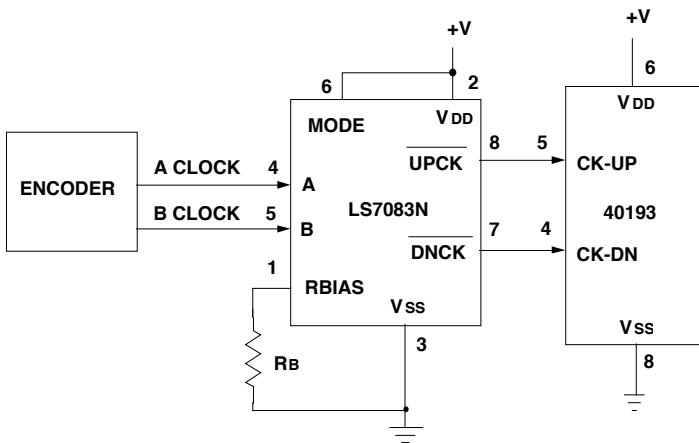 +V
+V
6
2
6
MODE
VDD
VDD
8
5
UPCK
CK-UP
A CLOCK
4
ENCODER
A
LS7083N
40193
B CLOCK
5
B
7
4
DNCK
CK-DN
1
RBIAS
VSS
VSS
3
8
RB